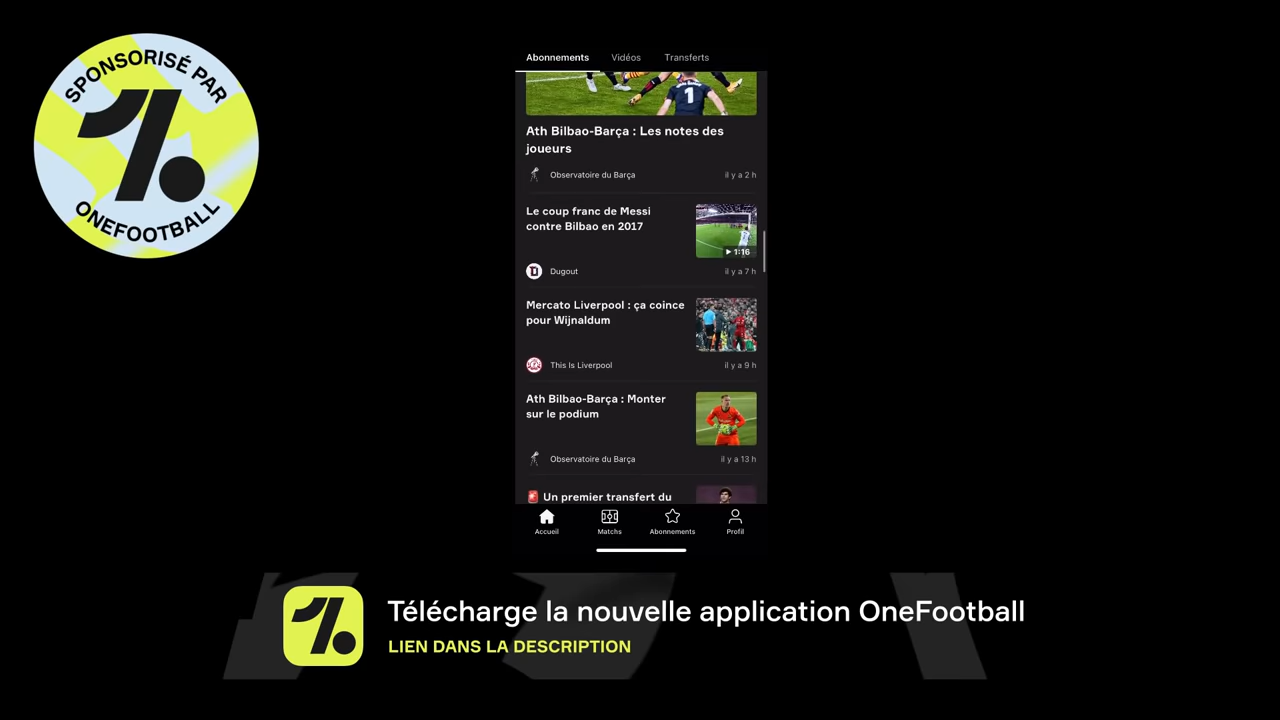 SPONSORISÉ PAR
ONEFOOTBALL
Abonnements Vidéos Transferts
1
Ath Bilbao-Barça : Les notes des
joueurs
Observatoire du Barça il y a 2 h
Le coup franc de Messi
contre Bilbao en 2017
1:16
Dugout il y a 7 h
Mercato Liverpool : ça coince
pour Wijnaldum
This Is Liverpool il y a 9 h
Ath Bilbao-Barça : Monter
sur le podium
Observatoire du Barça il y a 13 h
Un premier transfert du
Accueil Matchs Abonnements Profil
Télécharge la nouvelle application OneFootball
LIEN DANS LA DESCRIPTION